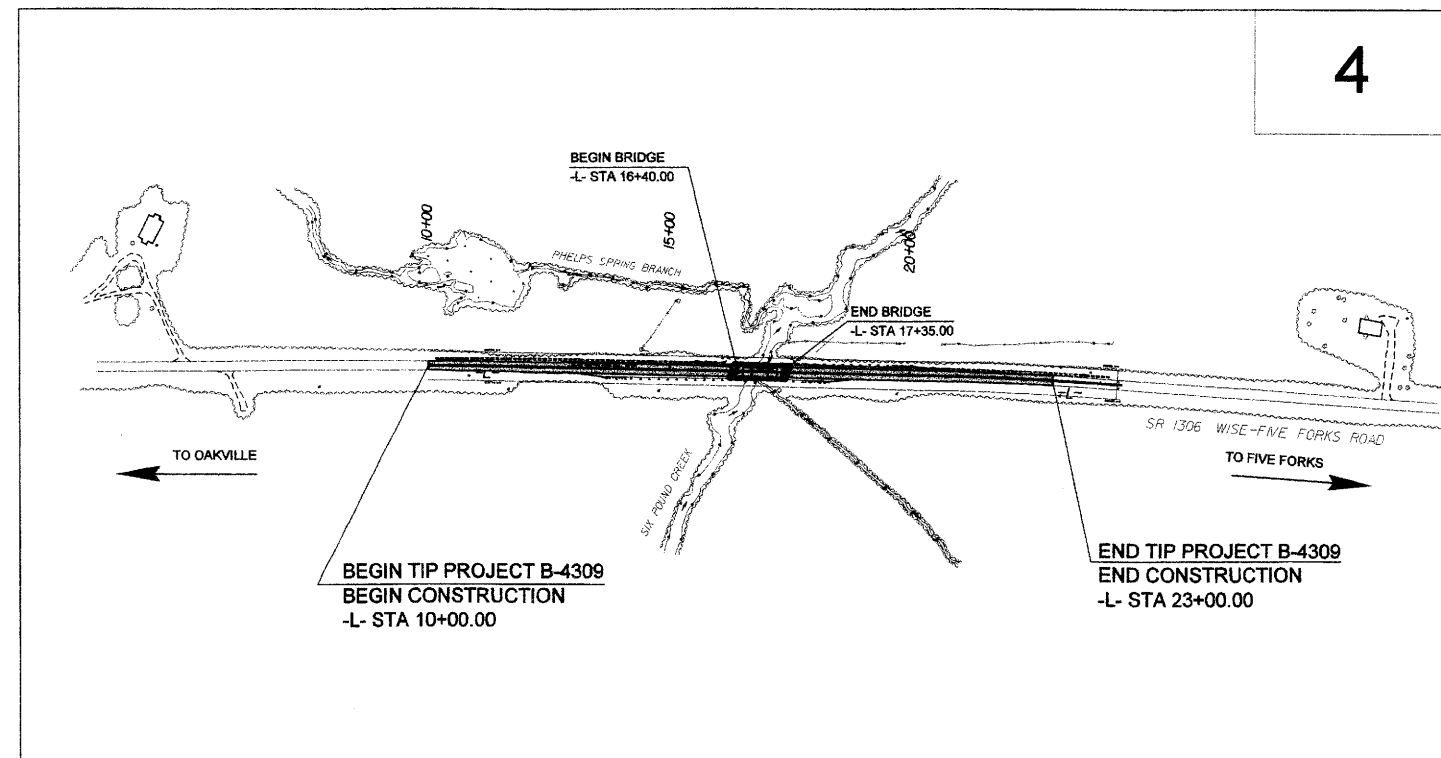 4
BEGIN BRIDGE
-L- STA 16+40.00
10+00
15+00
20+00
PHELPS SPRING BRANCH
END BRIDGE
-L- STA 17+35.00
-L-
-L-
SR 1306 WISE-FIVE FORKS ROAD
TO OAKVILLE
TO FIVE FORKS
SIX POUND CREEK
BEGIN TIP PROJECT B-4309
BEGIN CONSTRUCTION
-L- STA 10+00.00
END TIP PROJECT B-4309
END CONSTRUCTION
-L- STA 23+00.00